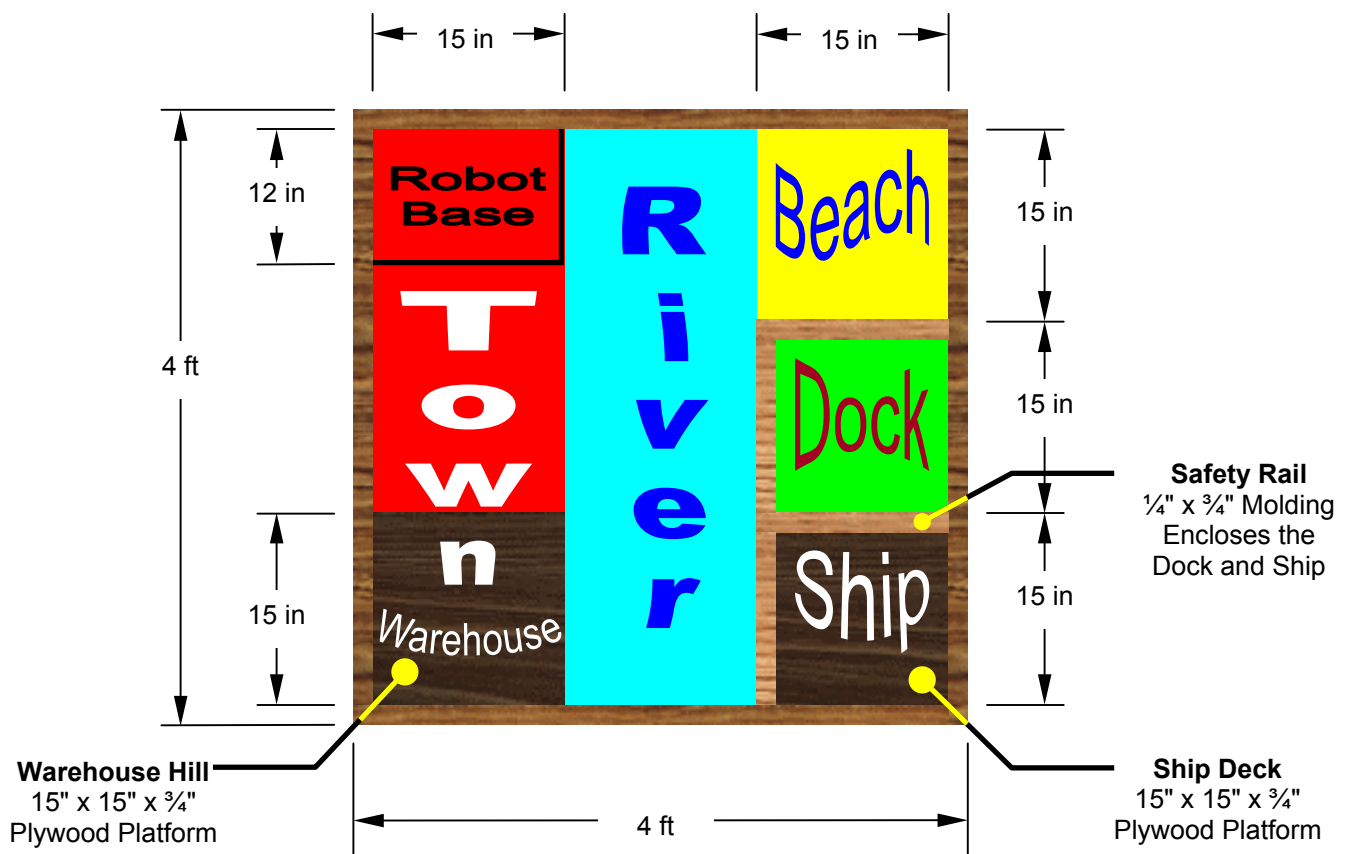 15 in
15 in
4 ft
12 in
15 in
Robot
Base
Town
Warehouse
River
Beach
Dock
Ship
15 in
15 in
15 in
Safety Rail
¼" x ¾" Molding
Encloses the
Dock and Ship
Warehouse Hill
15" x 15" x ¾"
Plywood Platform
4 ft
Ship Deck
15" x 15" x ¾"
Plywood Platform